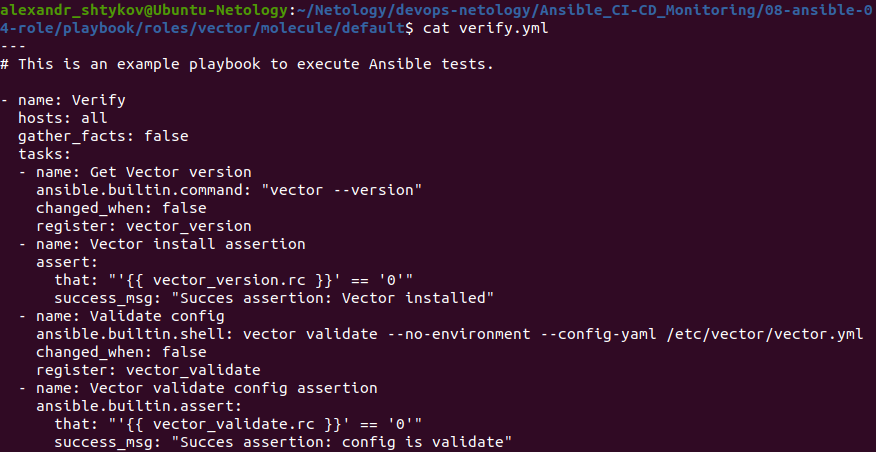 alexandr_shtykov@Ubuntu-Netology:~/Netology/devops-netology/Ansible_CI-CD_Monitoring/08-ansible-0
4-role/playbook/roles/vector/molecule/default$ cat verify.yml
---
# This is an example playbook to execute Ansible tests.

- name: Verify
  hosts: all
  gather_facts: false
  tasks:
  - name: Get Vector version
    ansible.builtin.command: "vector --version"
    changed_when: false
    register: vector_version
  - name: Vector install assertion
    assert:
      that: "'{{ vector_version.rc }}' == '0'"
      success_msg: "Succes assertion: Vector installed"
  - name: Validate config
    ansible.builtin.shell: vector validate --no-environment --config-yaml /etc/vector/vector.yml
    changed_when: false
    register: vector_validate
  - name: Vector validate config assertion
    ansible.builtin.assert:
      that: "'{{ vector_validate.rc }}' == '0'"
      success_msg: "Succes assertion: config is validate"